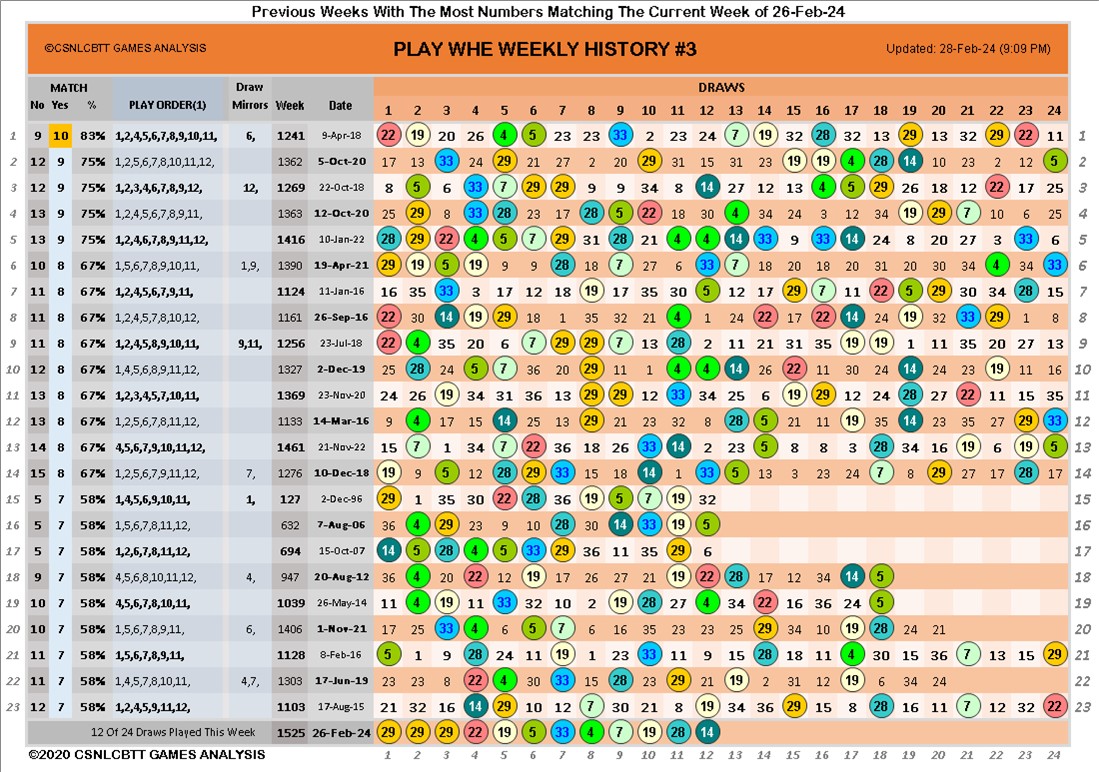 Previous Weeks With The Most Numbers Matching The Current Week of 26-Feb-24
©CSNLCBTT GAMES ANALYSIS PLAY WHE WEEKLY HISTORY #3 Updated: 28-Feb-24 (9:09 PM)
MATCH Draw DRAWS
No Yes % PLAY ORDER(1) Mirrors Week Date 1 2 3 4 5 6 7 8 9 10 11 12 13 14 15 16 17 18 19 20 21 22 23 24
1 9 10 83% 1,2,4,5,6,7,8,9,10,11, 6, 1241 9-Apr-18 22 19 20 26 4 5 23 23 33 2 23 24 7 19 32 28 32 13 29 13 32 29 22 11 1
2 12 9 75% 1,2,5,6,7,8,10,11,12, 1362 5-Oct-20 17 13 33 24 29 21 27 2 20 29 31 15 31 23 19 19 4 28 14 10 23 2 12 5 2
3 12 9 75% 1,2,3,4,6,7,8,9,12, 12, 1269 22-Oct-18 8 5 6 33 7 29 29 9 9 34 8 14 27 12 13 4 5 29 26 18 12 22 17 25 3
4 13 9 75% 1,2,4,5,6,7,8,9,11, 1363 12-Oct-20 25 29 8 33 28 23 17 28 5 22 18 30 4 34 24 3 12 34 19 29 7 10 6 25 4
5 13 9 75% 1,2,4,6,7,8,9,11,12, 1416 10-Jan-22 28 29 22 4 5 7 29 31 28 21 4 4 14 33 9 33 14 24 8 20 27 3 33 6 5
6 10 8 67% 1,5,6,7,8,9,10,11, 1,9, 1390 19-Apr-21 29 19 5 19 9 9 28 18 7 27 6 33 7 18 20 18 20 31 20 30 34 4 34 33 6
7 11 8 67% 1,2,4,5,6,7,9,11, 1124 11-Jan-16 16 35 33 3 17 12 18 19 17 35 30 5 12 17 29 7 11 22 5 29 30 34 28 15 7
8 11 8 67% 1,2,4,5,7,8,11,12, 1161 26-Sep-16 22 30 14 19 29 18 1 35 32 21 4 1 24 22 17 22 14 24 19 32 33 29 1 8 8
9 11 8 67% 1,2,4,5,8,9,10,11, 9,11, 1256 23-Jul-18 22 4 35 20 6 7 29 29 7 13 28 2 11 21 31 35 19 19 1 9 35 20 27 13 9
10 12 8 67% 1,4,5,6,8,9,11,12, 1327 2-Dec-19 25 28 24 5 7 36 20 29 10 1 4 4 14 26 22 11 30 24 14 10 24 19 11 16 10
11 13 8 67% 1,2,3,4,5,7,10,11, 1369 23-Nov-20 24 26 19 34 31 36 13 29 29 11 33 34 25 6 19 29 12 24 28 27 22 11 15 35 11
12 13 8 67% 1,2,5,6,7,8,11,12, 1133 14-Mar-16 9 4 17 15 14 25 13 29 21 23 32 8 28 5 21 12 19 35 14 23 35 27 29 33 12
13 14 8 67% 4,5,6,7,9,10,11,12, 1461 21-Nov-22 15 7 1 34 7 22 36 18 26 33 14 2 23 5 8 8 3 28 34 16 19 6 19 5 13
14 15 8 67% 1,2,5,6,7,9,11,12, 7, 1276 10-Dec-18 19 9 5 12 28 29 33 15 18 14 1 33 5 13 3 23 24 7 8 29 27 17 28 17 14
15 5 7 58% 1,4,5,6,9,10,11, 1, 127 2-Dec-96 29 1 35 30 22 28 36 19 5 7 19 32 15
16 5 7 58% 1,5,6,7,8,11,12, 632 7-Aug-06 36 4 29 23 9 10 28 30 14 33 19 5 16
17 5 7 58% 1,2,6,7,8,11,12, 694 15-Oct-07 14 5 28 4 5 33 29 36 11 35 29 6 17
18 9 7 58% 4,5,6,8,10,11,12, 4, 947 20-Aug-12 36 4 20 22 12 19 17 26 27 21 19 22 28 17 12 34 14 5 18
19 10 7 58% 4,5,6,7,8,10,11, 1039 26-May-14 11 4 19 11 33 32 10 2 19 28 27 4 34 22 16 36 24 5 19
20 10 7 58% 1,5,6,7,8,9,11, 6, 1406 1-Nov-21 17 25 33 4 6 5 7 6 16 35 23 23 25 29 34 10 19 28 24 21 20
21 11 7 58% 1,5,6,7,8,9,11, 1128 8-Feb-16 5 1 9 28 24 11 19 1 23 33 11 9 15 28 18 11 4 30 15 36 7 13 15 29 21
22 11 7 58% 1,4,5,7,8,10,11, 4,7, 1303 17-Jun-19 23 23 8 22 4 30 33 15 28 15 29 21 19 2 31 12 19 6 34 24 22
23 12 7 58% 1,2,4,5,9,11,12, 1103 17-Aug-15 21 32 16 14 29 10 2 7 30 21 8 19 34 36 29 15 8 28 16 11 7 12 32 22 23
12 Of 24 Draws Played This Week 1525 26-Feb-24 29 29 29 22 19 5 33 4 7 19 28 14
©2020 CSNLCBTT GAMES ANALYSIS 1 2 3 4 5 6 7 8 9 10 11 12 13 14 15 16 17 18 19 20 21 22 23 24